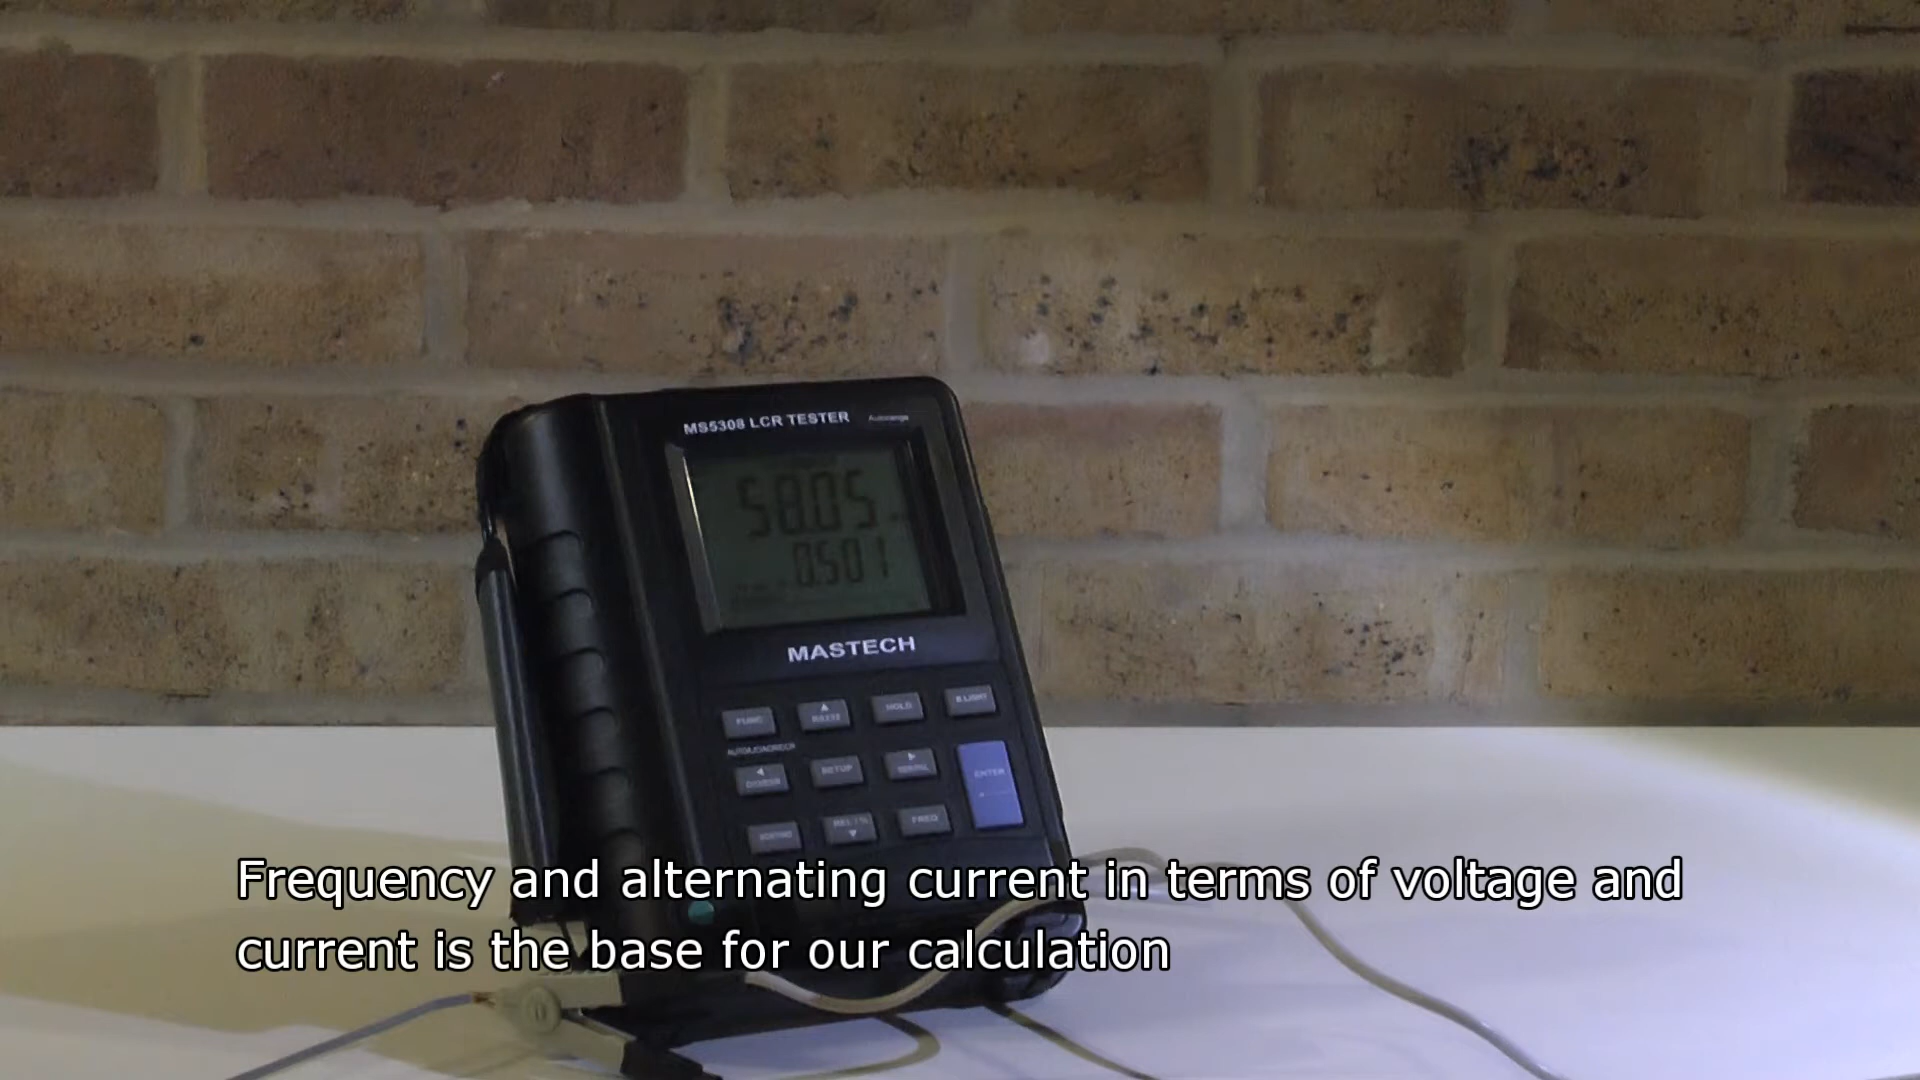 MS5308 LCR TESTER
58.05
0.501
MASTECH
FUNC
HOLD
SETUP
ENTER
FREQ
Frequency and alternating current in terms of voltage and
current is the base for our calculation